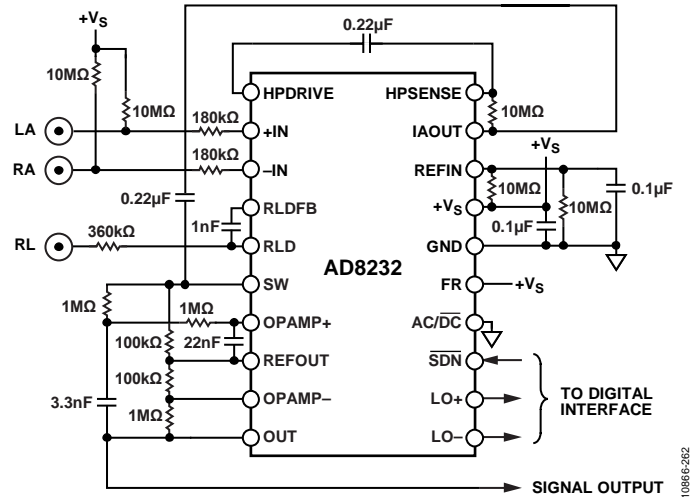 +VS
0.22µF
10MΩ
HPDRIVE
HPSENSE
10MΩ
10MΩ
180kΩ
LA
+IN
IAOUT
+VS
180kΩ
RA
–IN
REFIN
0.22µF
10MΩ
0.1µF
RLDFB
+VS
10MΩ
1nF
0.1µF
360kΩ
RL
RLD
GND
AD8232
SW
FR
+VS
1MΩ
1MΩ
OPAMP+
AC/DC
100kΩ
22nF
REFOUT
SDN
100kΩ
TO DIGITAL
INTERFACE
3.3nF
OPAMP–
LO+
1MΩ
OUT
LO–
SIGNAL OUTPUT
10866-262